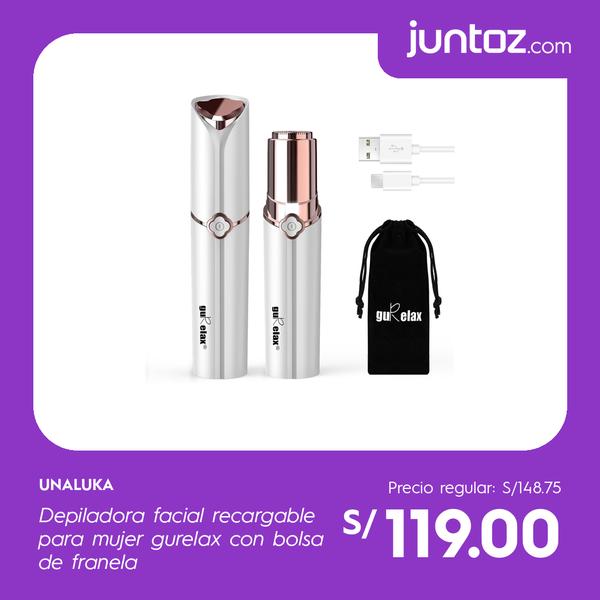 juntoz.com
guRelax®
guRelax
guRelax
UNALUKA
Precio regular: S/148.75
Depiladora facial recargable
para mujer gurelax con bolsa
de franela
S/119.00